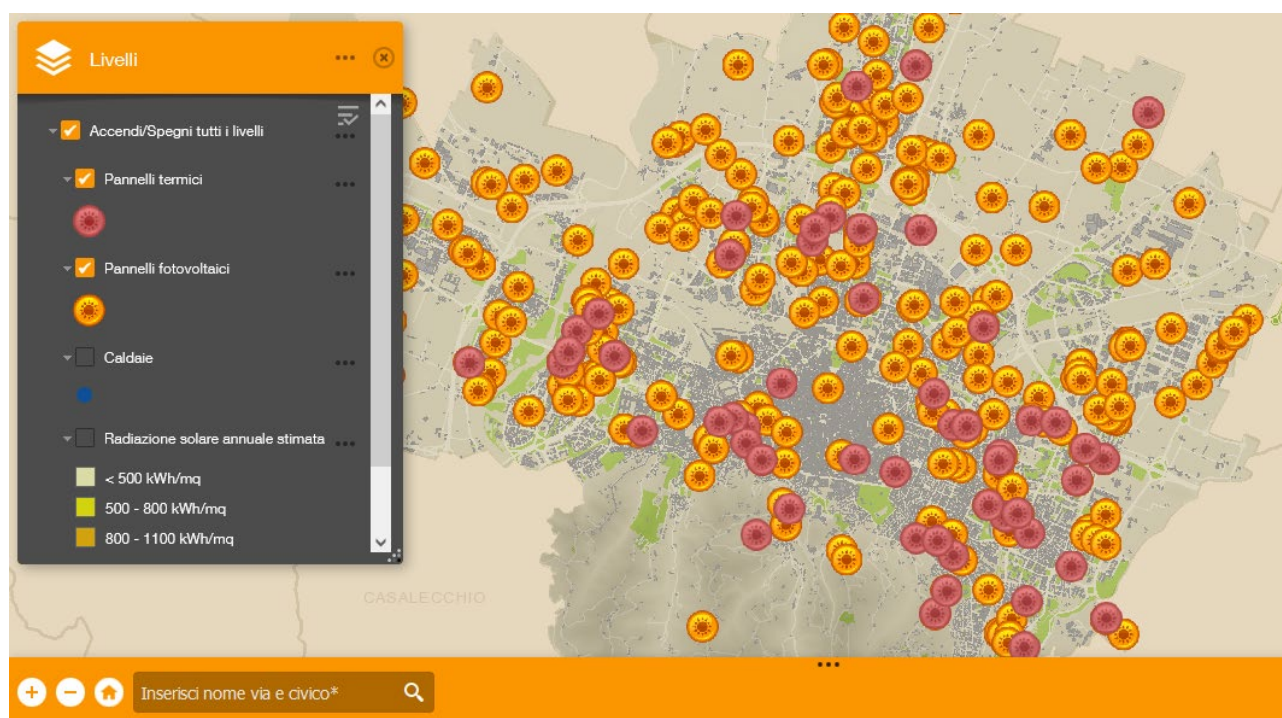 Livelli
Accendi/Spegni tutti i livelli
Pannelli termici
Pannelli fotovoltaici
Caldaie
Radiazione solare annuale stimata
< 500 kWh/mq
500 - 800 kWh/mq
800 - 1100 kWh/mq
CASALECCHIO
Inserisci nome via e civico*